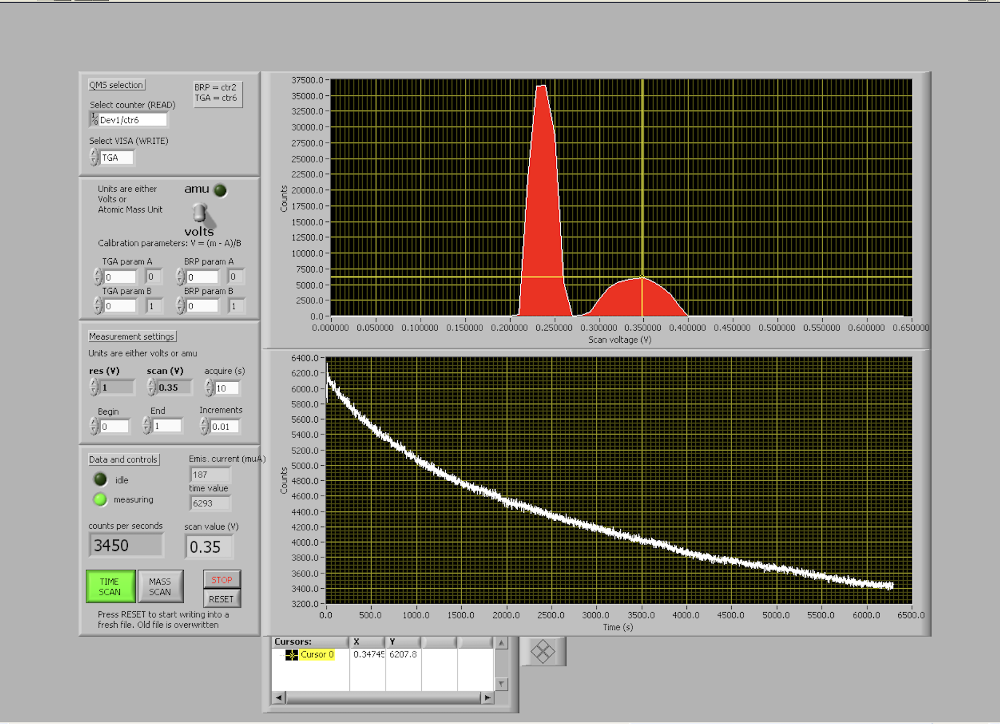 QMS selection
BRP = ctr2
TGA = ctr6
Select counter (READ)
I/0 Dev1/ctr6
Select VISA (WRITE)
TGA
Units are either
Volts or
Atomic Mass Unit
amu
volts
Calibration parameters: V = (m - A)/B
TGA param A
BRP param A
0
0
0
0
TGA param B
BRP param B
0
1
0
1
Measurement settings
Units are either volts or amu
res (V)
scan (V)
acquire (s)
1
0.35
10
Begin
End
Increments
0
1
0.01
Data and controls
Emis. current (muA)
187
idle
time value
measuring
6293
counts per seconds
scan value (V)
3450
0.35
TIME
SCAN
MASS
SCAN
STOP
RESET
Press RESET to start writing into a
fresh file. Old file is overwritten
Counts
37500.0
35000.0
32500.0
30000.0
27500.0
25000.0
22500.0
20000.0
17500.0
15000.0
12500.0
10000.0
7500.0
5000.0
2500.0
0.0
0.000000 0.050000 0.100000 0.150000 0.200000 0.250000 0.300000 0.350000 0.400000 0.450000 0.500000 0.550000 0.600000 0.650000
Scan voltage (V)
Counts
6400.0
6200.0
6000.0
5800.0
5600.0
5400.0
5200.0
5000.0
4800.0
4600.0
4400.0
4200.0
4000.0
3800.0
3600.0
3400.0
3200.0
0.0 500.0 1000.0 1500.0 2000.0 2500.0 3000.0 3500.0 4000.0 4500.0 5000.0 5500.0 6000.0 6500.0
Time (s)
Cursors: X Y
Cursor 0 0.34745 6207.8